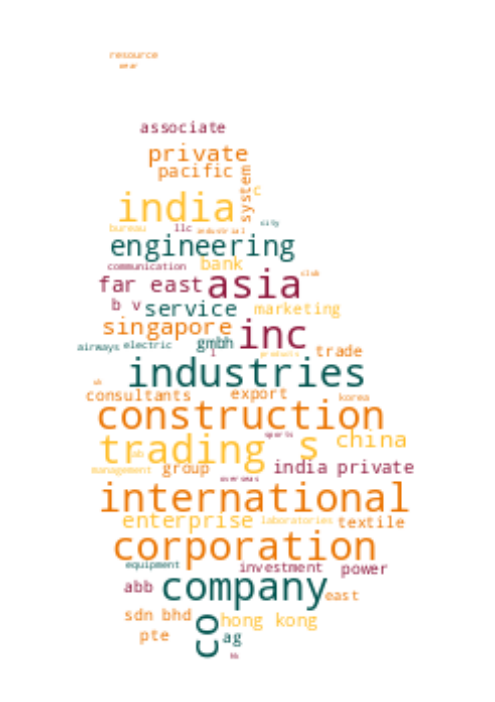 resource
wear
associate
private
pacific
system
c
india
city
bureau llc industrial
engineering
communication bank
club
far east asia
b v service marketing
singapore inc
airways electric gmbh
l products trade
industries
uk
consultants export korea
construction
sports
trading s china
ab
management group india private
overseas
international
enterprise laboratories textile
corporation
equipment investment power
abb company east
sdn bhd co hong kong
pte ag
hk